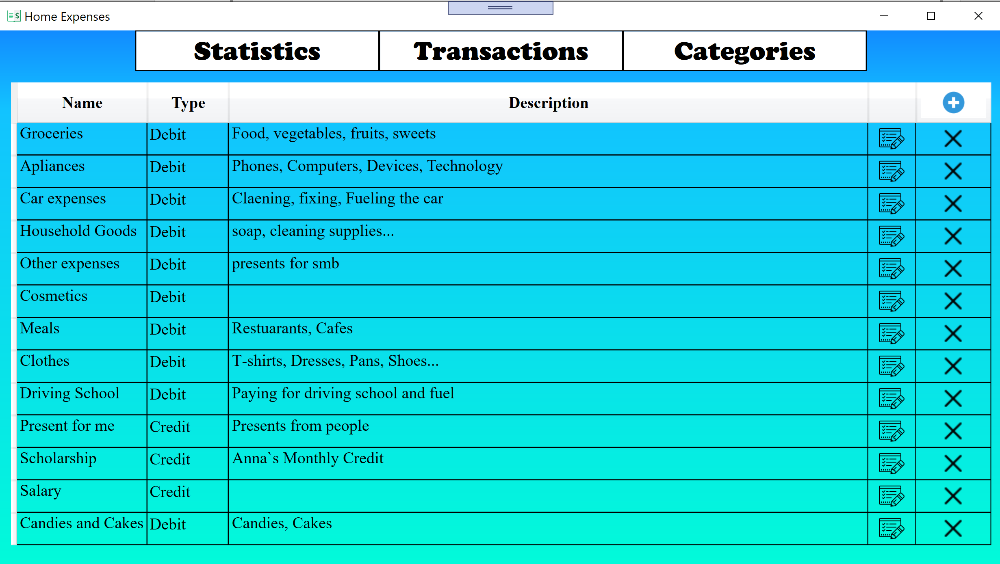 Home Expenses
Statistics Transactions Categories
Name Type Description
Groceries Debit Food, vegetables, fruits, sweets
Apliances Debit Phones, Computers, Devices, Technology
Car expenses Debit Claening, fixing, Fueling the car
Household Goods Debit soap, cleaning supplies...
Other expenses Debit presents for smb
Cosmetics Debit
Meals Debit Restuarants, Cafes
Clothes Debit T-shirts, Dresses, Pans, Shoes...
Driving School Debit Paying for driving school and fuel
Present for me Credit Presents from people
Scholarship Credit Anna`s Monthly Credit
Salary Credit
Candies and Cakes Debit Candies, Cakes